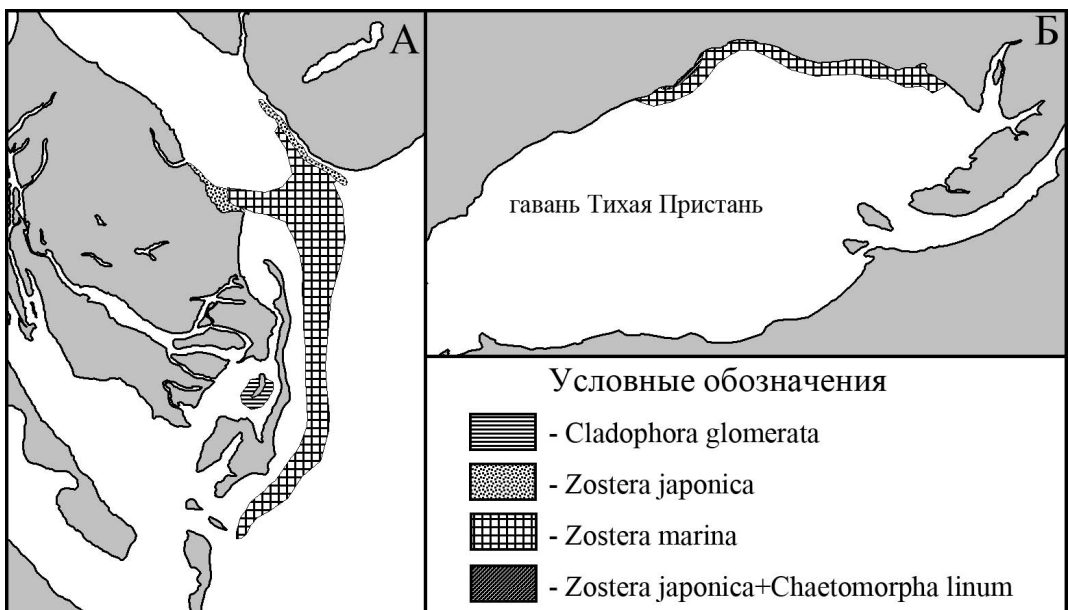 А
Б
гавань Тихая Пристань
Условные обозначения
- Cladophora glomerata
- Zostera japonica
- Zostera marina
- Zostera japonica+Chaetomorpha linum